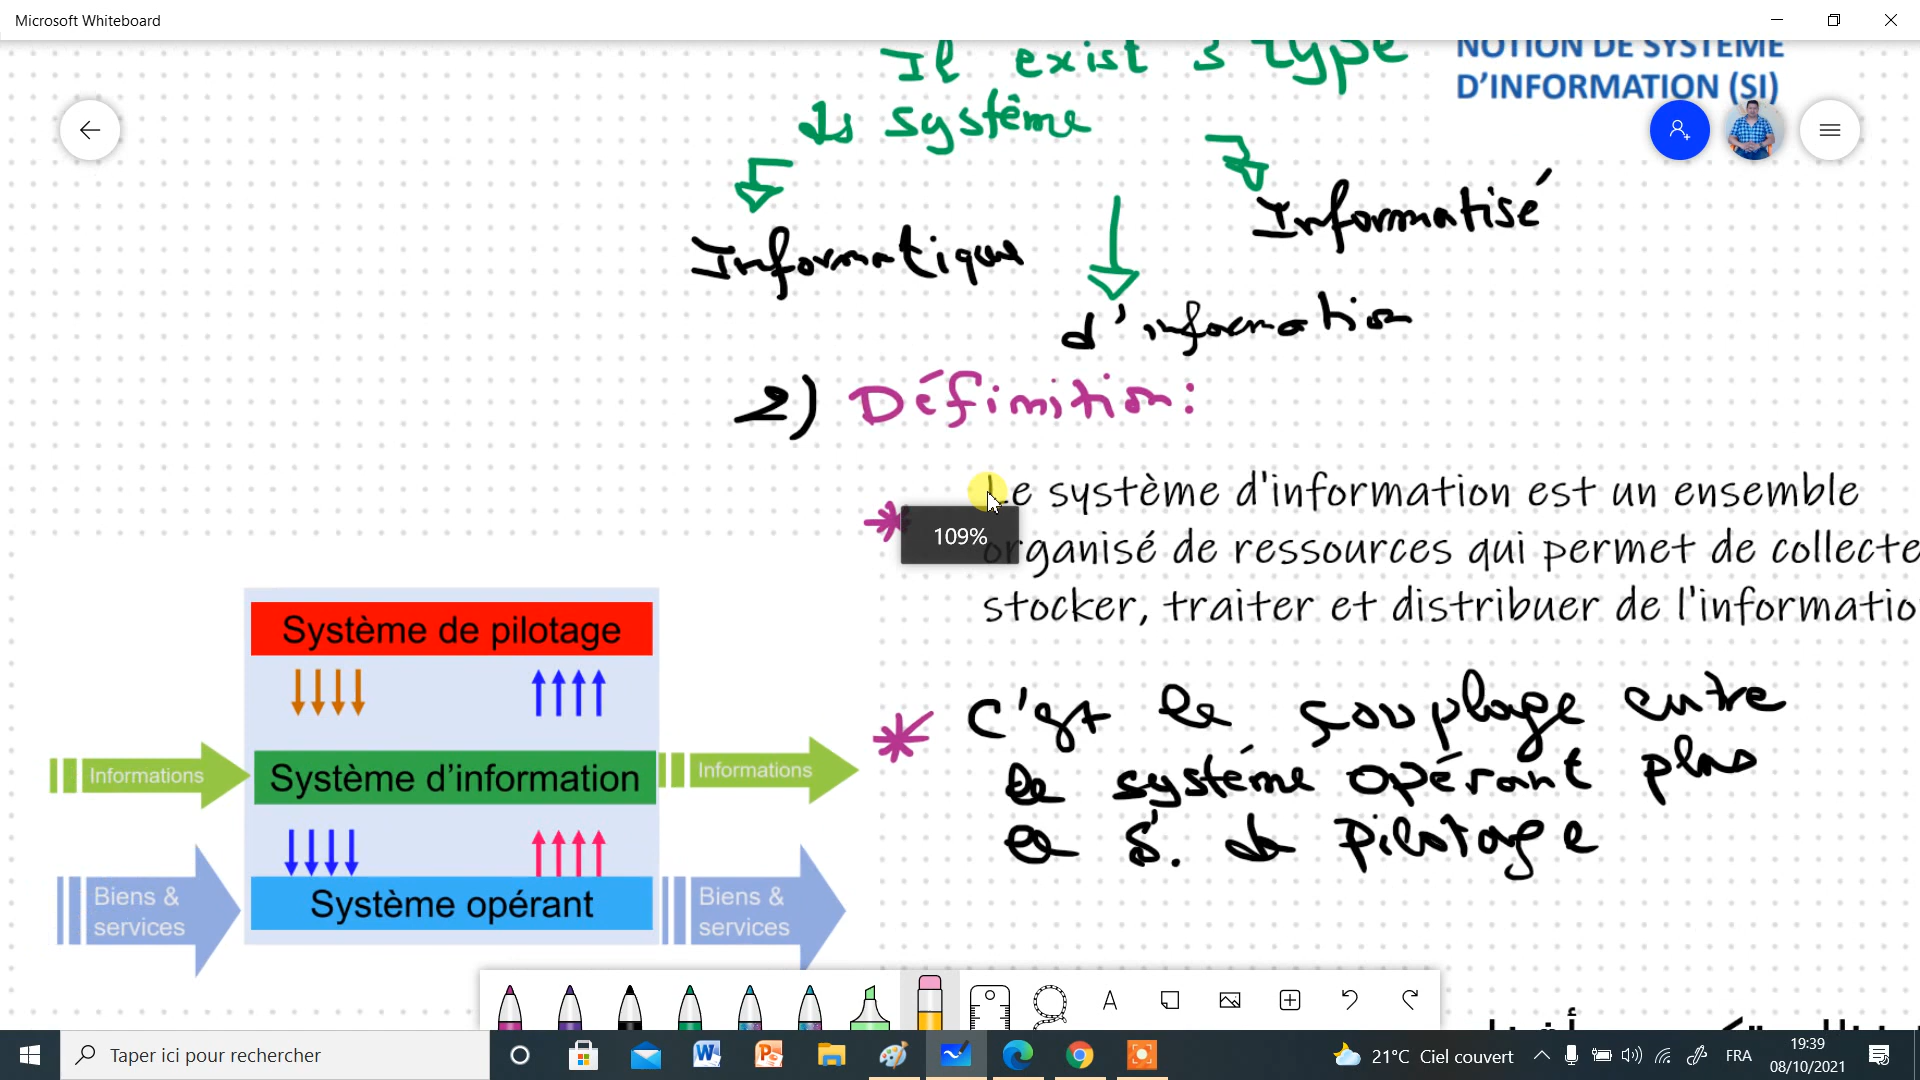 Microsoft Whiteboard
Il exist 3 type
ds système
NOTION DE SYSTÈME
D'INFORMATION (SI)
Informatique
Informatisé
d'information
2) Définition:
Le système d'information est un ensemble
109%
organisé de ressources qui permet de collecte
stocker, traiter et distribuer de l'informatio
C'est le couplage entre
le système opérant plus
le S. de Pilotage
Système de pilotage
Informations
Système d'information
Informations
Biens &
services
Système opérant
Biens &
services
Taper ici pour rechercher
21°C Ciel couvert
FRA
19:39
08/10/2021